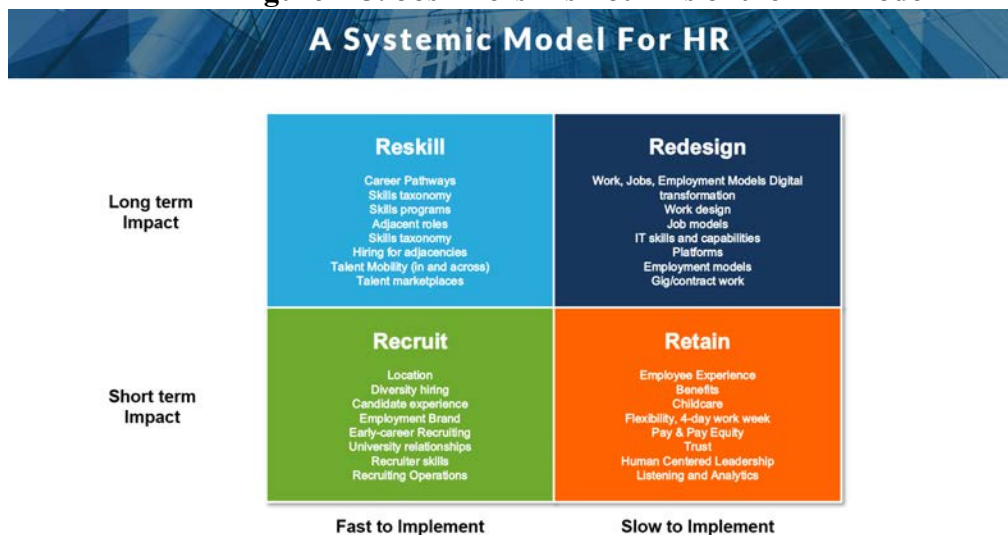 A Systemic Model For HR
Long term
Impact
Reskill
Career Pathways
Skills taxonomy
Skills programs
Adjacent roles
Skills taxonomy
Hiring for adjacencies
Talent Mobility (in and across)
Talent marketplaces
Redesign
Work, Jobs, Employment Models Digital
transformation
Work design
Job models
IT skills and capabilities
Platforms
Employment models
Gig/contract work
Short term
Impact
Recruit
Location
Diversity hiring
Candidate experience
Employment Brand
Early-career Recruiting
University relationships
Recruiter skills
Recruiting Operations
Retain
Employee Experience
Benefits
Childcare
Flexibility, 4-day work week
Pay & Pay Equity
Trust
Human Centered Leadership
Listening and Analytics
Fast to Implement
Slow to Implement